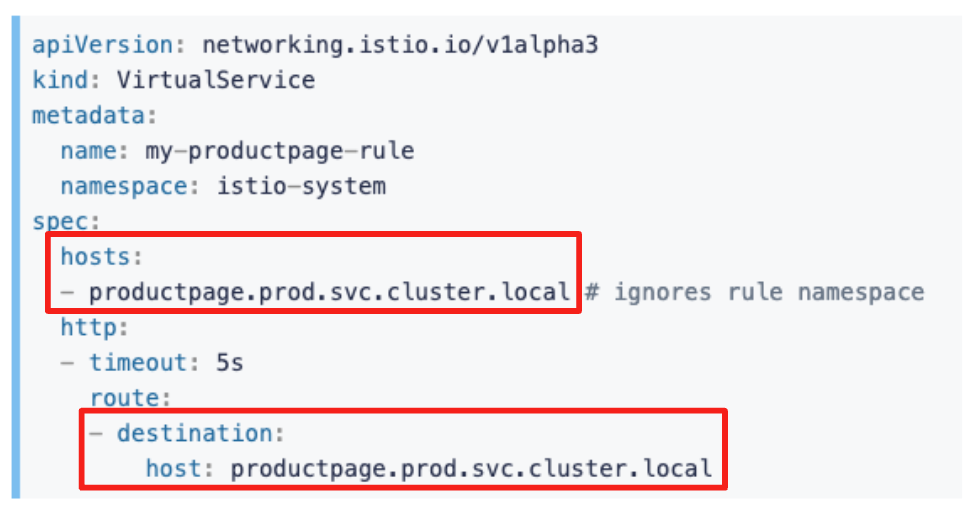 apiVersion: networking.istio.io/v1alpha3
kind: VirtualService
metadata:
  name: my-productpage-rule
  namespace: istio-system
spec:
  hosts:
  - productpage.prod.svc.cluster.local # ignores rule namespace
  http:
  - timeout: 5s
    route:
    - destination:
        host: productpage.prod.svc.cluster.local